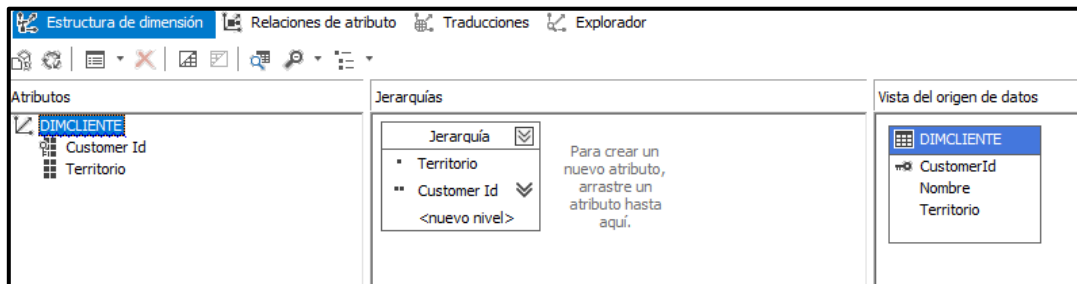 Estructura de dimensión Relaciones de atributo Traducciones Explorador
Atributos
DIMCLIENTE
Customer Id
Territorio
Jerarquías
Jerarquía
Territorio
Customer Id
<nuevo nivel>
Para crear un
nuevo atributo,
arrastre un
atributo hasta
aquí.
Vista del origen de datos
DIMCLIENTE
CustomerId
Nombre
Territorio